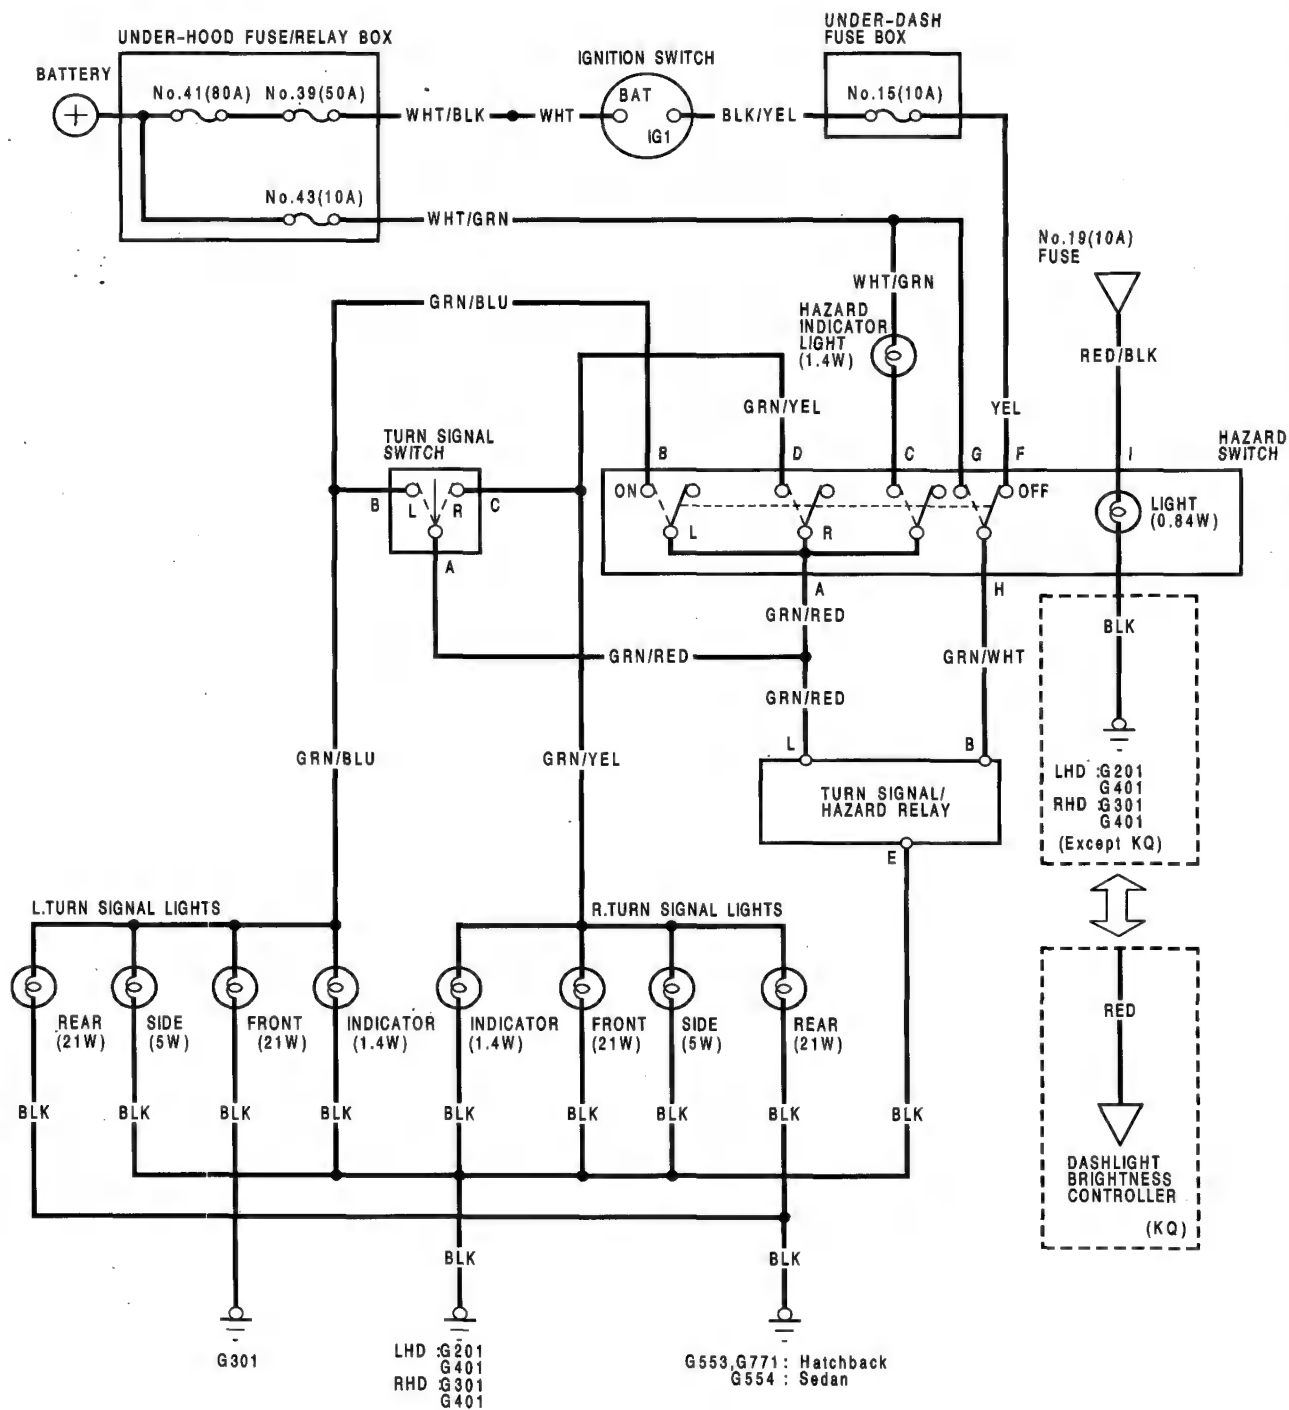 UNDER-HOOD FUSE/RELAY BOX
UNDER-DASH
FUSE BOX
IGNITION SWITCH
BATTERY
No.41(80A) No.39(50A)
BAT
No.15(10A)
WHT/BLK
WHT
BLK/YEL
IG1
No.43(10A)
WHT/GRN
No.19(10A)
FUSE
WHT/GRN
GRN/BLU
HAZARD
INDICATOR
LIGHT
(1.4W)
RED/BLK
GRN/YEL
YEL
TURN SIGNAL
SWITCH
HAZARD
SWITCH
B
D
C
G
F
I
B
L
R
C
ON
OFF
LIGHT
(0.84W)
L
R
A
A
H
GRN/RED
BLK
GRN/RED
GRN/WHT
GRN/RED
GRN/BLU
GRN/YEL
L
B
TURN SIGNAL/
HAZARD RELAY
E
LHD :G201
G401
RHD :G301
G401
(Except KQ)
L.TURN SIGNAL LIGHTS
R.TURN SIGNAL LIGHTS
REAR
(21W)
SIDE
(5W)
FRONT
(21W)
INDICATOR
(1.4W)
INDICATOR
(1.4W)
FRONT
(21W)
SIDE
(5W)
REAR
(21W)
RED
BLK
BLK
BLK
BLK
BLK
BLK
BLK
BLK
BLK
DASHLIGHT
BRIGHTNESS
CONTROLLER
(KQ)
BLK
BLK
G301
LHD :G201
G401
RHD :G301
G401
G553,G771 : Hatchback
G554 : Sedan